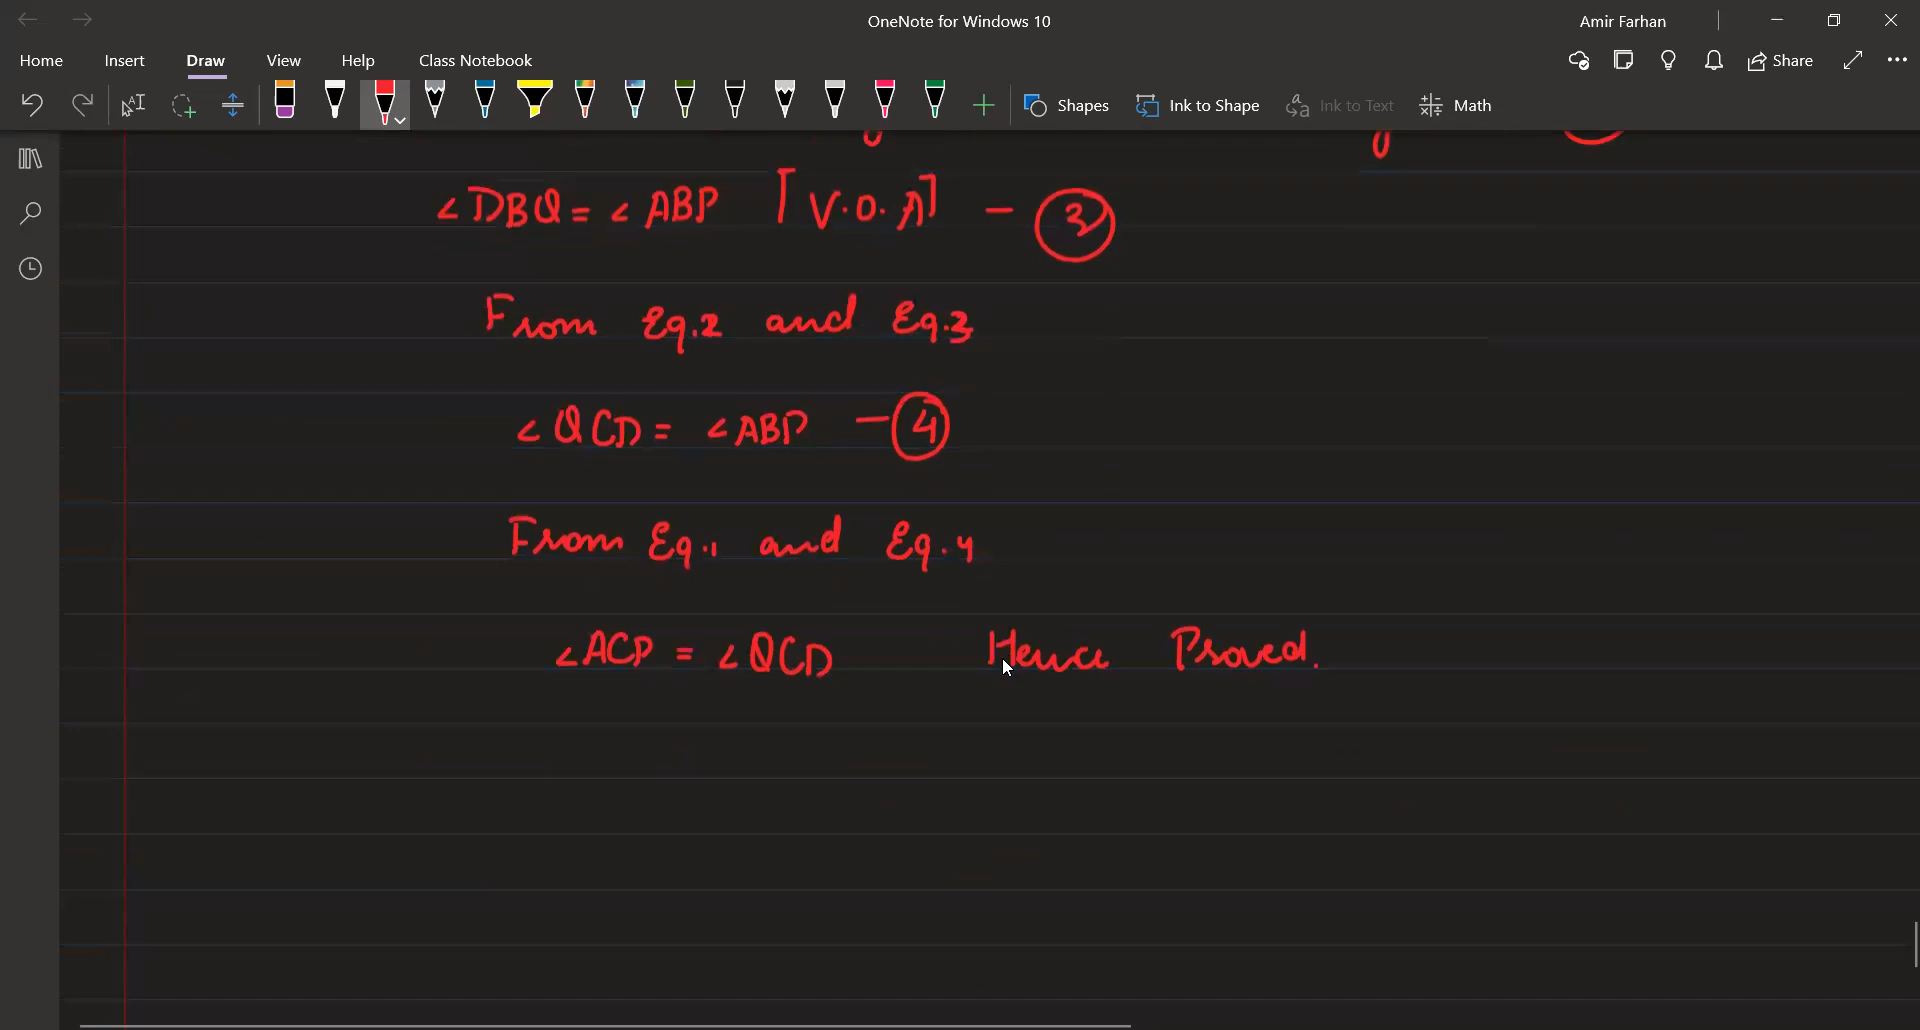 OneNote for Windows 10
Amir Farhan
Home Insert Draw View Help Class Notebook
Share
Shapes Ink to Shape Ink to Text Math
∠DBQ = ∠ABP [V.O.A] - 3
From Eq.2 and Eq.3
∠QCD = ∠ABP - 4
From Eq.1 and Eq.4
∠ACP = ∠QCD Hence Proved.